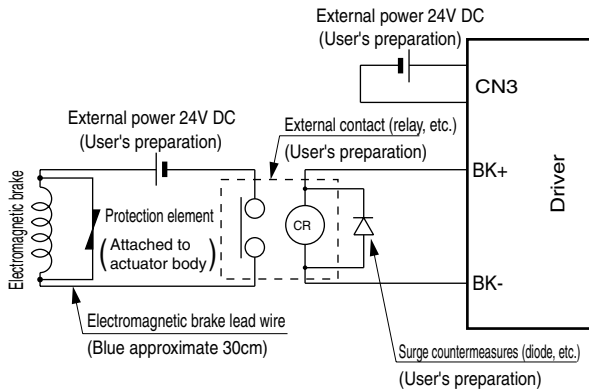 External power 24V DC
(User's preparation)
CN3
External power 24V DC
(User's preparation)
External contact (relay, etc.)
(User's preparation)
BK+
Driver
Electromagnetic brake
Protection element
(Attached to
actuator body)
CR
BK-
Electromagnetic brake lead wire
(Blue approximate 30cm)
Surge countermeasures (diode, etc.)
(User's preparation)